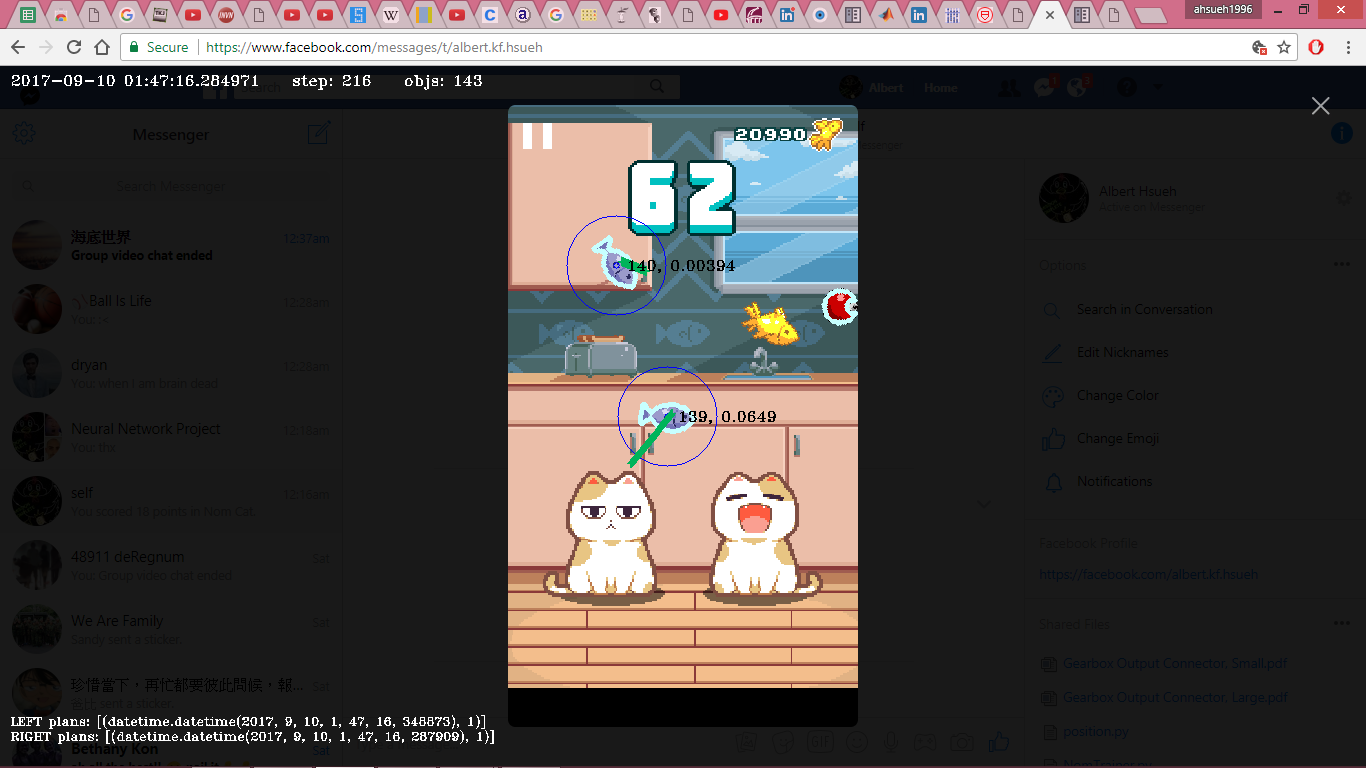 ahsueh1996
Secure https://www.facebook.com/messages/t/albert.kf.hsueh
2017-09-10 01:47:16.284971 step: 216 objs: 143
Search
Albert
Home
1
3
Messenger
Search Messenger
20990
62
140, 0.00394
139, 0.0649
海底世界 12:37am
Group video chat ended
Ball Is Life 12:28am
dryan 12:28am
You: when I am brain dead
Neural Network Project 12:18am
You: thx
self 12:16am
You scored 18 points in Nom Cat.
48911 deRegnum Sat
You: Group video chat ended
We Are Family Sat
Sandy sent a sticker.
珍惜當下，再忙都要彼此問候，報... Sat
Bethany Kon Sat
LEFT plans: [(datetime.datetime(2017, 9, 10, 1, 47, 16, 348873), 1)]
RIGHT plans: [(datetime.datetime(2017, 9, 10, 1, 47, 16, 287909), 1)]
Albert Hsueh
Active on Messenger
Options
Search in Conversation
Edit Nicknames
Change Color
Change Emoji
Notifications
Facebook Profile
https://facebook.com/albert.kf.hsueh
Shared Files
Gearbox Output Connector, Small.pdf
Gearbox Output Connector, Large.pdf
position.py
NomTrainer.py